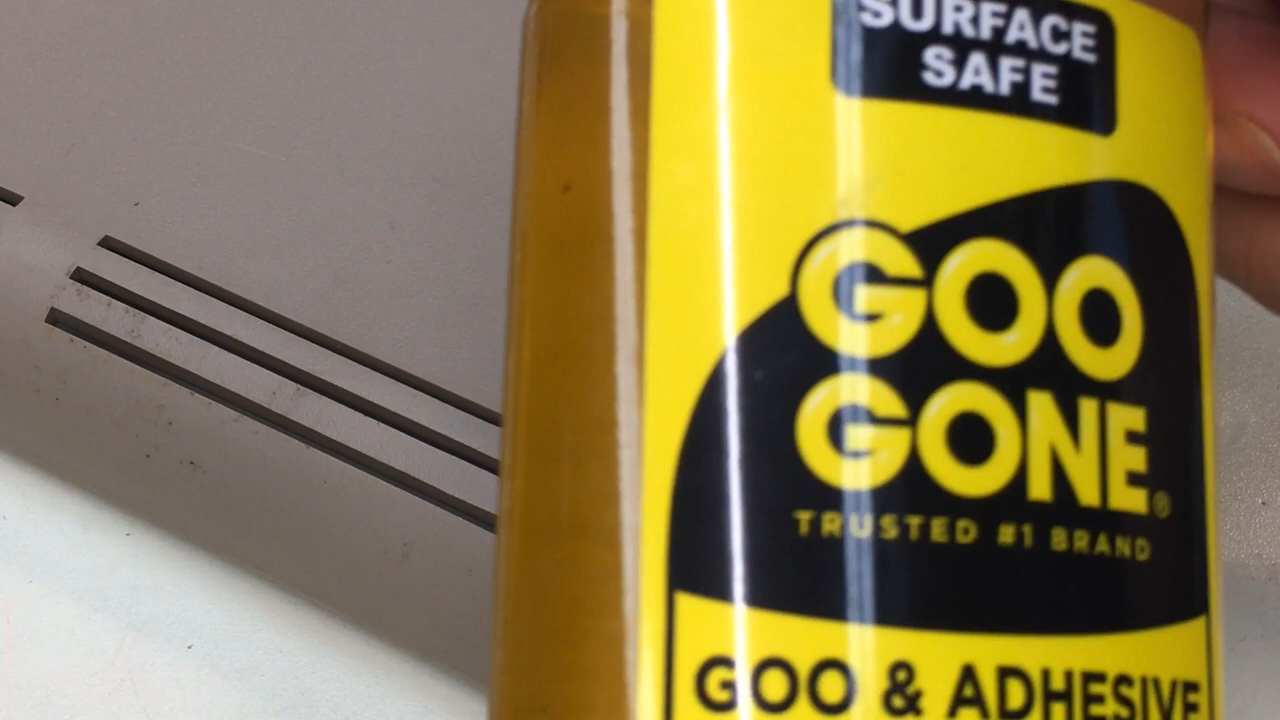 SURFACE
SAFE
GOO
GONE®
TRUSTED #1 BRAND
GOO & ADHESIVE